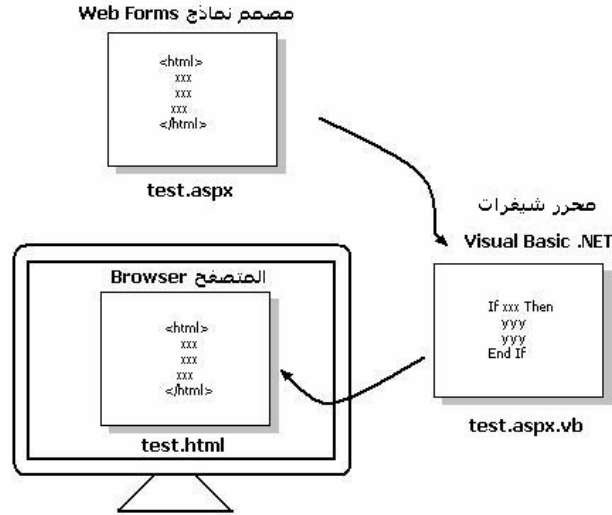 مصمم نماذج Web Forms
<html>
xxx
xxx
xxx
</html>
test.aspx
محرر شيفرات
Visual Basic .NET
If xxx Then
yyy
yyy
End If
test.aspx.vb
المتصفح Browser
<html>
xxx
xxx
xxx
</html>
test.html